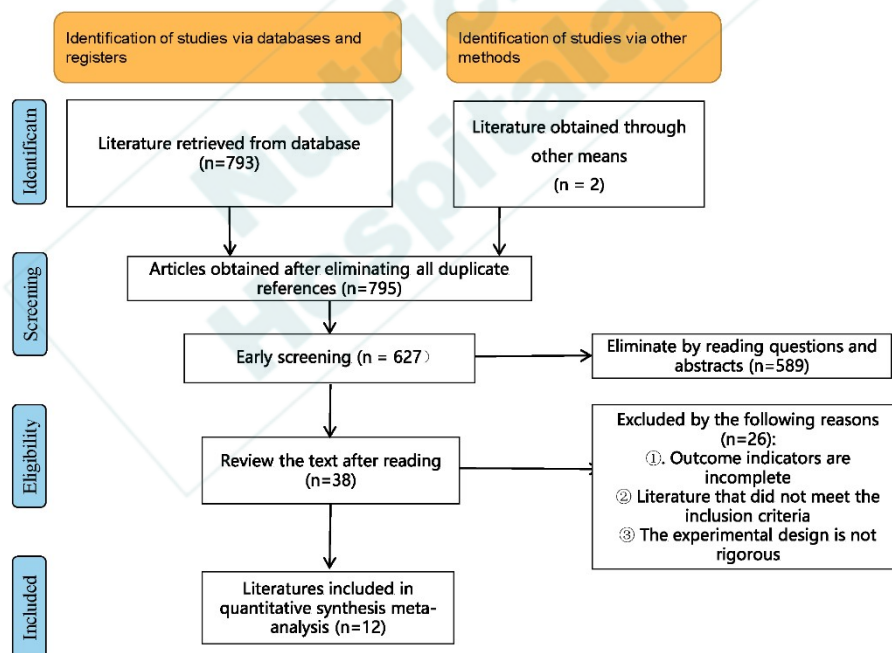 Identification of studies via databases and
registers
Identification of studies via other
methods
Identificatn
Literature retrieved from database
(n=793)
Literature obtained through
other means
(n = 2)
Screening
Articles obtained after eliminating all duplicate
references (n=795)
Early screening (n = 627）
Eliminate by reading questions and
abstracts (n=589)
Eligibility
Review the text after reading
(n=38)
Excluded by the following reasons
(n=26):
①. Outcome indicators are
incomplete
② Literature that did not meet the
inclusion criteria
③ The experimental design is not
rigorous
Included
Literatures included in
quantitative synthesis meta-
analysis (n=12)